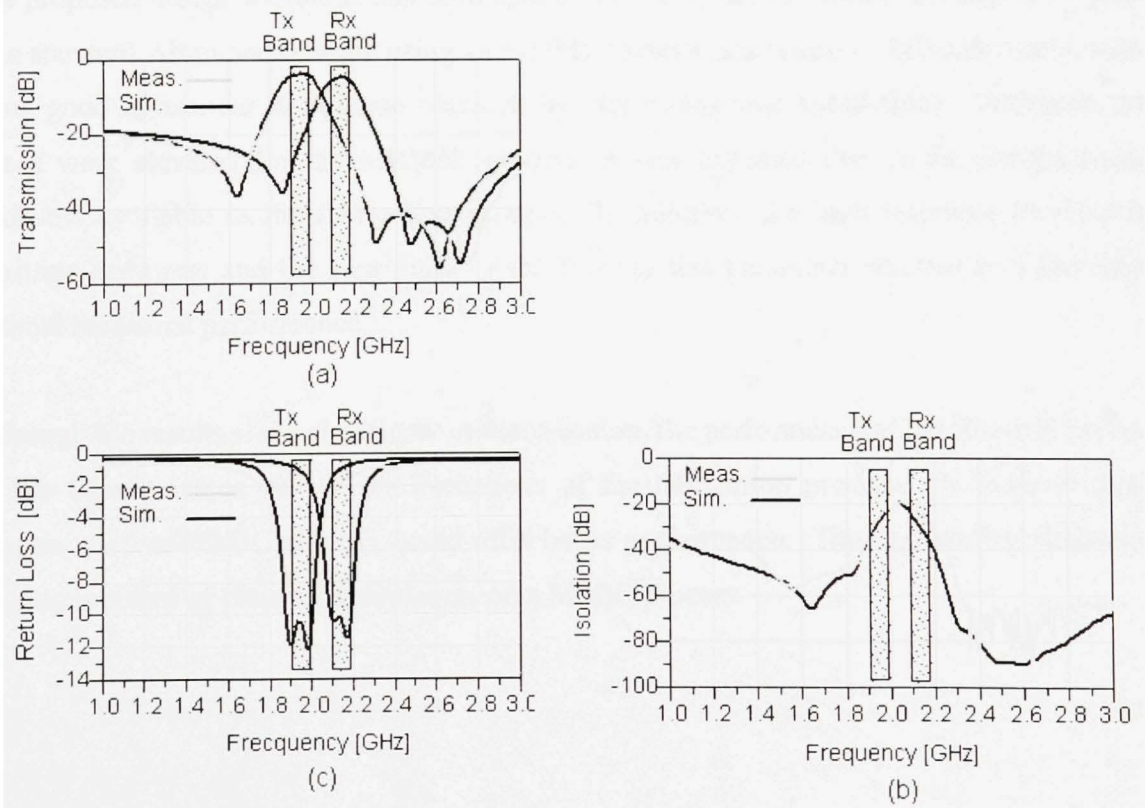 Tx Rx
Band Band
Meas.
Sim.
Transmission [dB]
0
-20
-40
-60
1.0 1.2 1.4 1.6 1.8 2.0 2.2 2.4 2.6 2.8 3.0
Frecquency [GHz]
(a)
Tx Rx
Band Band
Meas.
Sim.
Return Loss [dB]
0
-2
-4
-6
-8
-10
-12
-14
1.0 1.2 1.4 1.6 1.8 2.0 2.2 2.4 2.6 2.8 3.0
Frecquency [GHz]
(c)
Tx Rx
Band Band
Meas.
Sim.
Isolation [dB]
0
-20
-40
-60
-80
100
1.0 1.2 1.4 1.6 1.8 2.0 2.2 2.4 2.6 2.8 3.0
Frecquency [GHz]
(b)